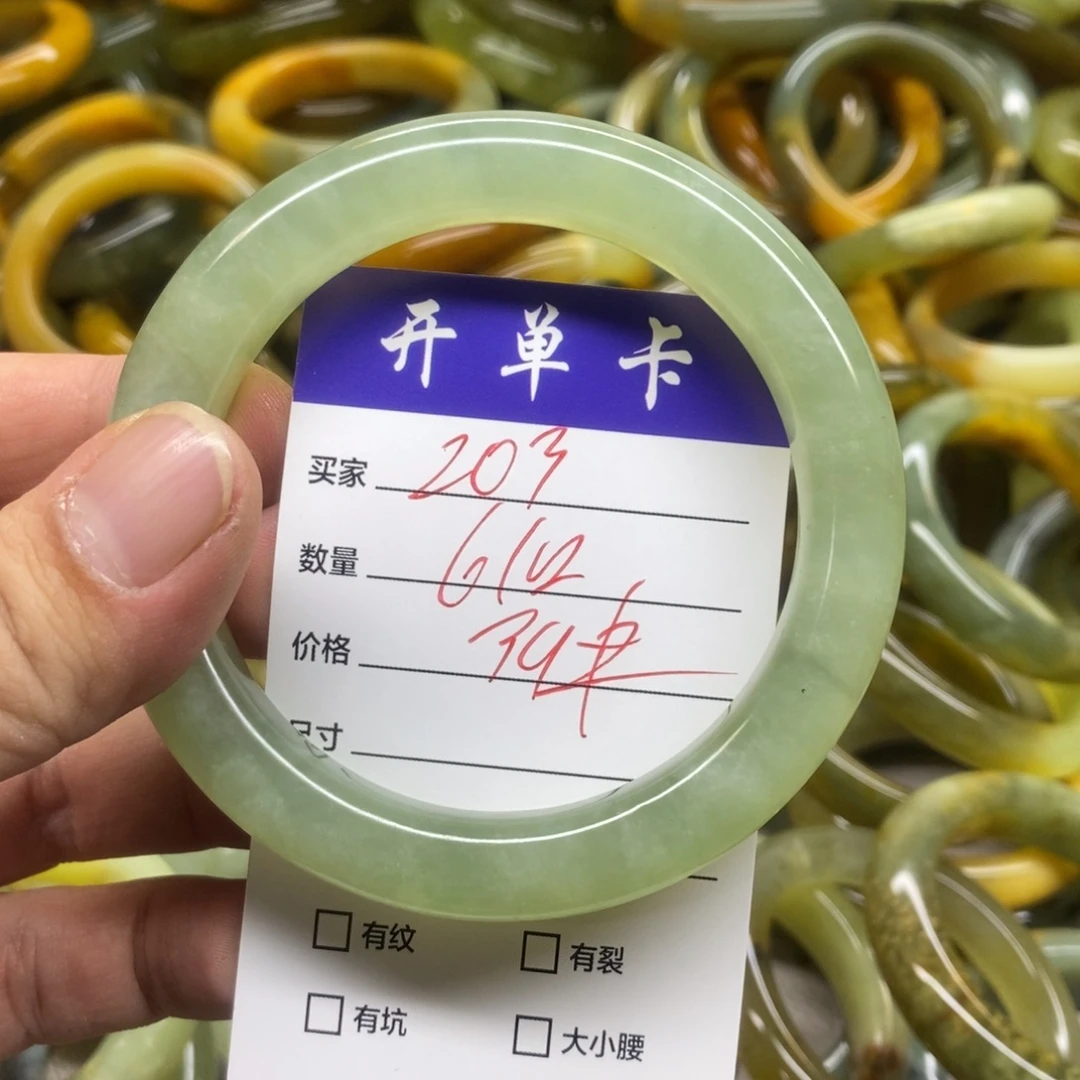 开单卡
买家 203
数量
价格
尺寸
有纹 有裂
有坑 大小腰